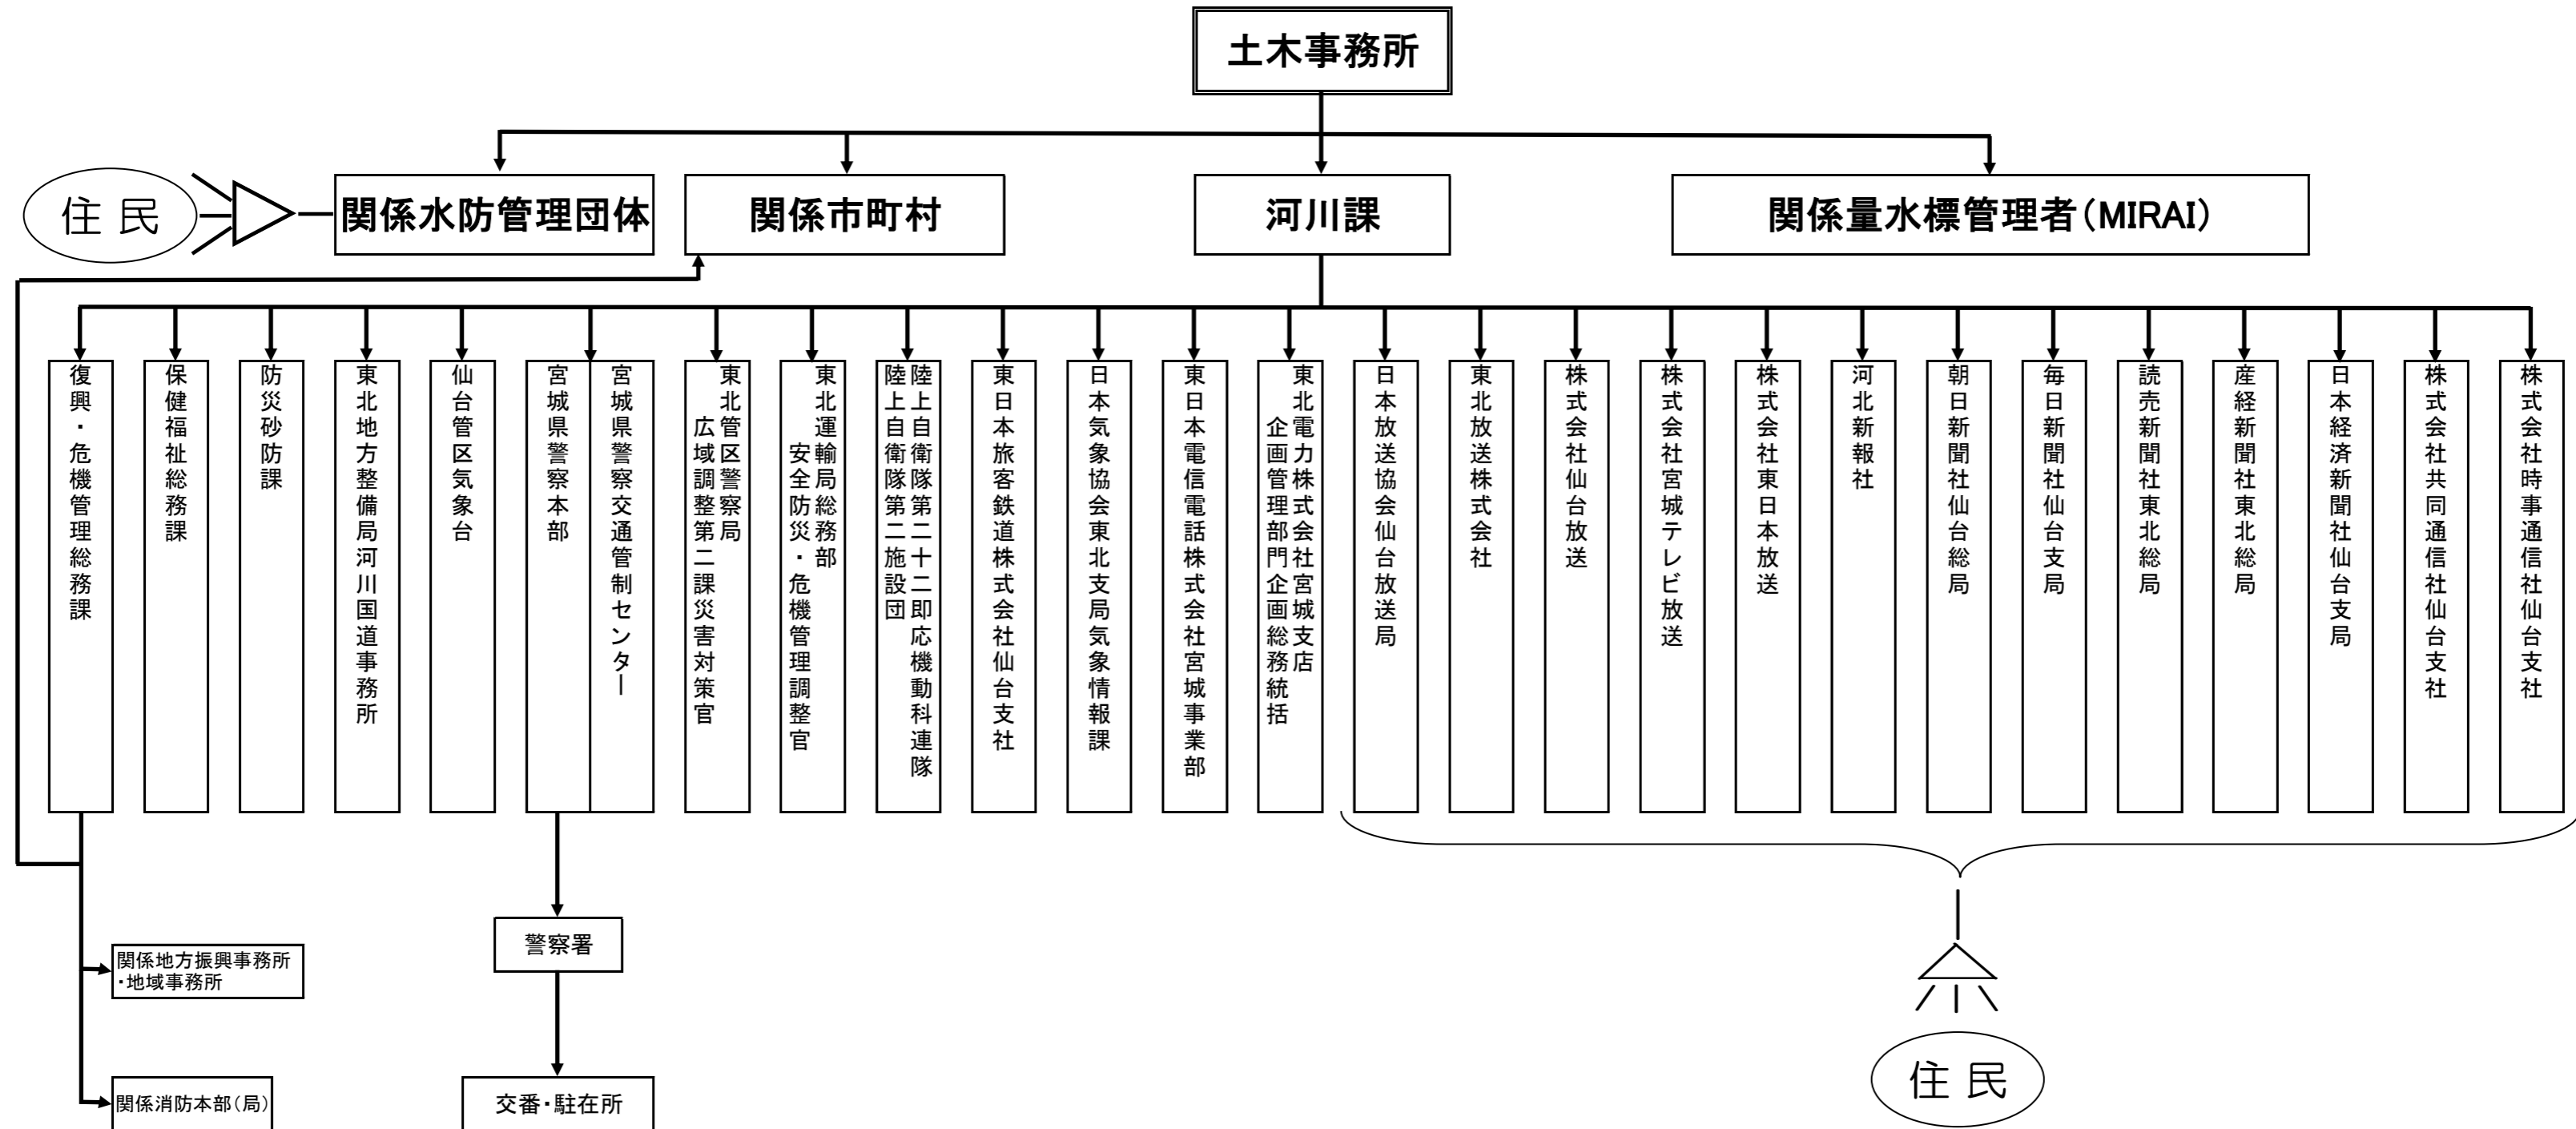 土木事務所
住民
関係水防管理団体
関係市町村
河川課
関係量水標管理者(MIRAI)
復興・危機管理総務課
保健福祉総務課
防災砂防課
東北地方整備局河川国道事務所
仙台管区気象台
宮城県警察本部
宮城県警察交通管制センター
東北管区警察局
広域調整第二課災害対策官
東北運輸局総務部
安全防災・危機管理調整官
陸上自衛隊第二十二即応機動科連隊
陸上自衛隊第二施設団
東日本旅客鉄道株式会社仙台支社
日本気象協会東北支局気象情報課
東日本電信電話株式会社宮城事業部
東北電力株式会社宮城支店
企画管理部門企画総務統括
日本放送協会仙台放送局
東北放送株式会社
株式会社仙台放送
株式会社宮城テレビ放送
株式会社東日本放送
河北新報社
朝日新聞社仙台総局
毎日新聞社仙台支局
読売新聞社東北総局
産経新聞社東北総局
日本経済新聞社仙台支局
株式会社共同通信社仙台支社
株式会社時事通信社仙台支社
警察署
関係地方振興事務所
・地域事務所
住民
関係消防本部(局)
交番・駐在所